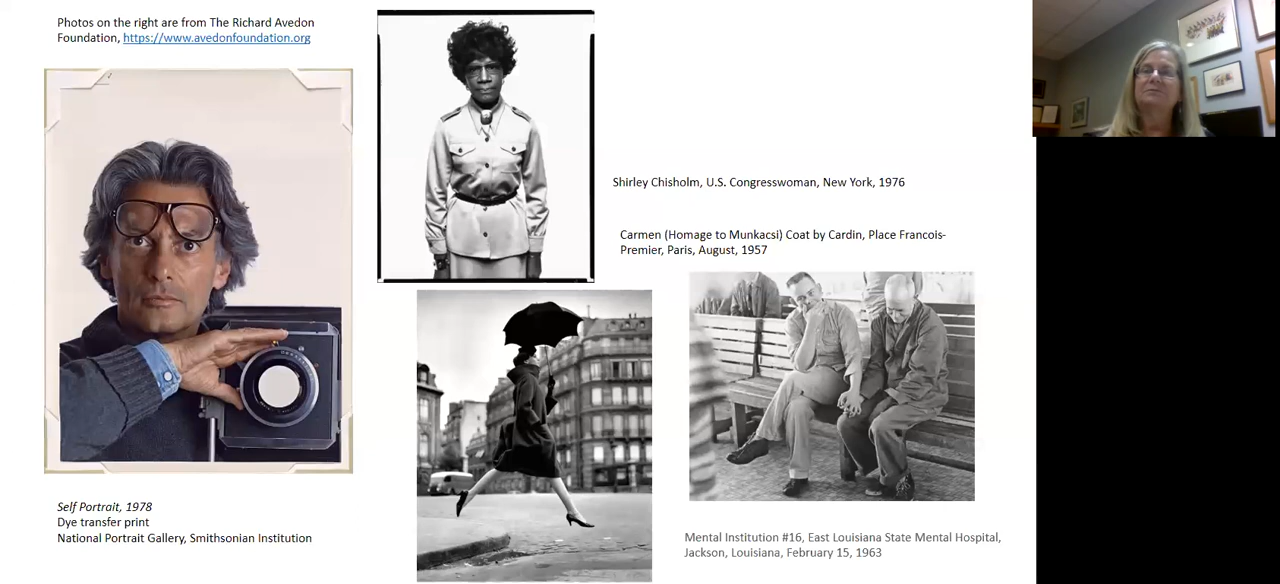 Photos on the right are from The Richard Avedon
Foundation, https://www.avedonfoundation.org
Shirley Chisholm, U.S. Congresswoman, New York, 1976
Carmen (Homage to Munkacsi) Coat by Cardin, Place Francois-
Premier, Paris, August, 1957
Self Portrait, 1978
Dye transfer print
National Portrait Gallery, Smithsonian Institution
Mental Institution #16, East Louisiana State Mental Hospital,
Jackson, Louisiana, February 15, 1963